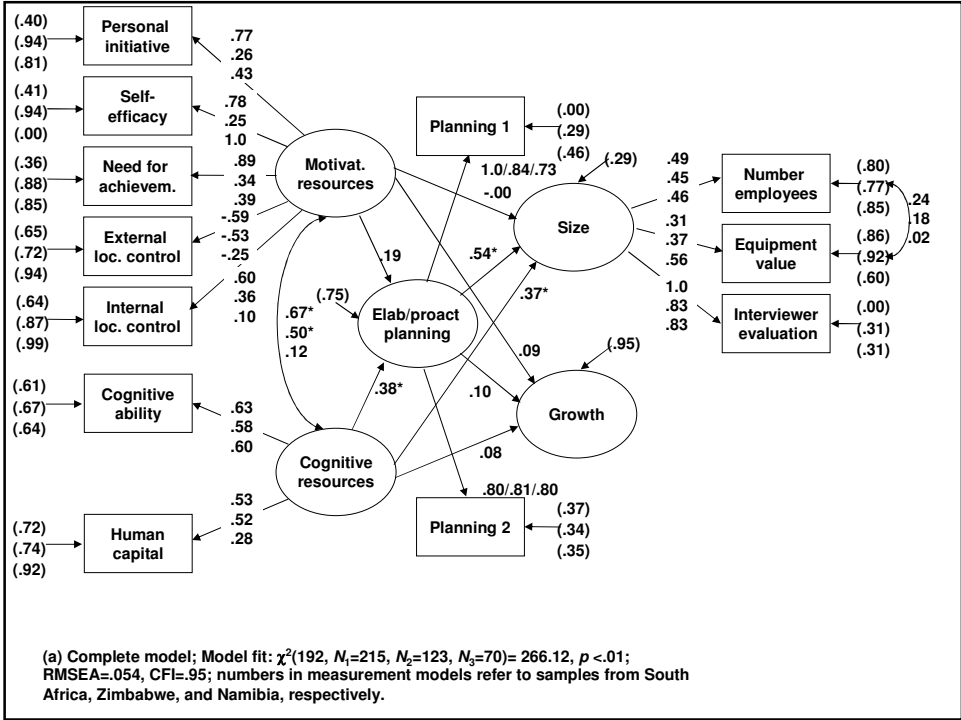 (.40)
(.94)
(.81)
Personal
initiative
.77
.26
.43
(.41)
(.94)
(.00)
Self-
efficacy
.78
.25
1.0
(.36)
(.88)
(.85)
Need for
achievem.
.89
.34
.39
(.65)
(.72)
(.94)
External
loc. control
-.59
-.53
-.25
(.64)
(.87)
(.99)
Internal
loc. control
.60
.36
.10
(.61)
(.67)
(.64)
Cognitive
ability
.63
.58
.60
(.72)
(.74)
(.92)
Human
capital
.53
.52
.28
Motivat.
resources
.67*
.50*
.12
Cognitive
resources
Planning 1
(.00)
(.29)
(.46)
1.0/.84/.73
-.00
.19
(.75)
Elab/proact
planning
.38*
.54*
.37*
.09
.10
.08
.80/.81/.80
Planning 2
(.37)
(.34)
(.35)
(.29)
Size
(.95)
Growth
.49
.45
.46
Number
employees
(.80)
(.77)
(.85)
.31
.37
.56
Equipment
value
(.86)
(.92)
(.60)
.24
.18
.02
1.0
.83
.83
Interviewer
evaluation
(.00)
(.31)
(.31)
(a) Complete model; Model fit: χ²(192, N₁=215, N₂=123, N₃=70)= 266.12, p <.01;
RMSEA=.054, CFI=.95; numbers in measurement models refer to samples from South
Africa, Zimbabwe, and Namibia, respectively.